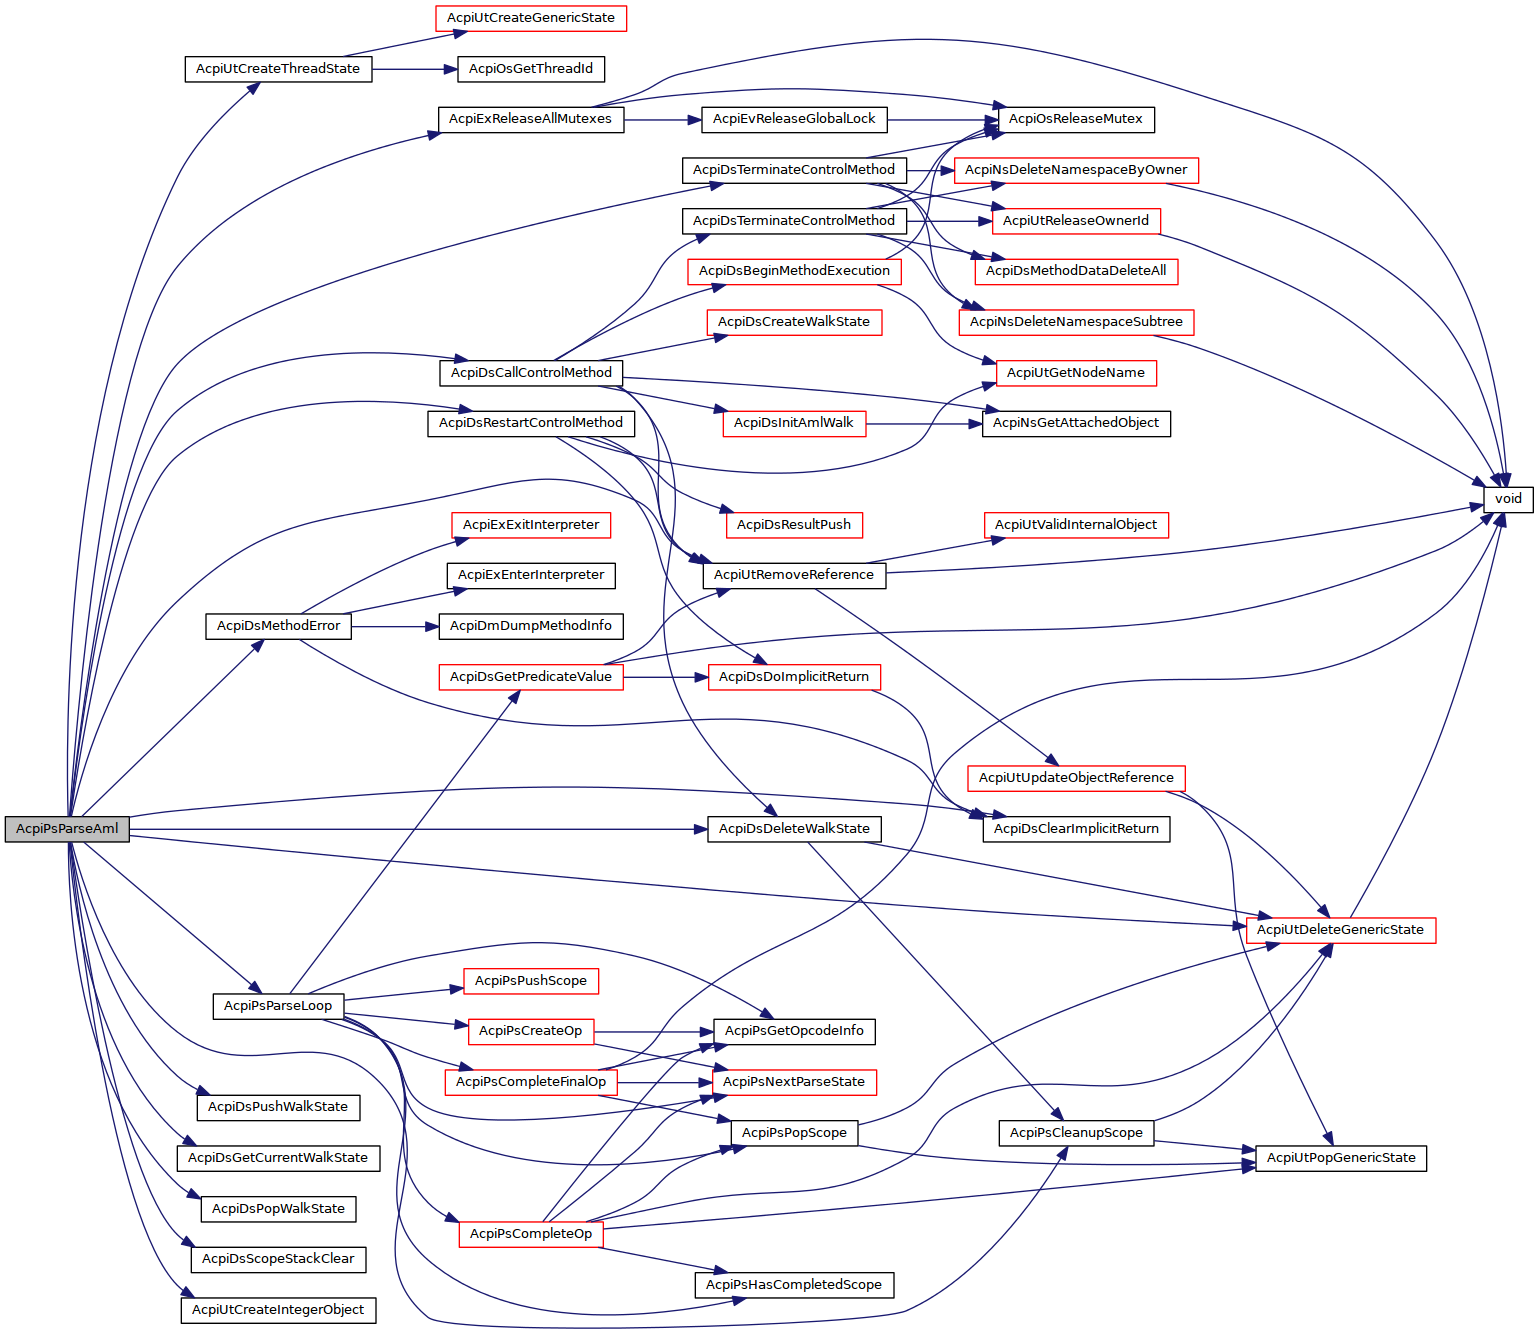 AcpiUtCreateGenericState
AcpiUtCreateThreadState
AcpiOsGetThreadId
AcpiExReleaseAllMutexes
AcpiEvReleaseGlobalLock
AcpiOsReleaseMutex
AcpiDsTerminateControlMethod
AcpiNsDeleteNamespaceByOwner
AcpiDsTerminateControlMethod
AcpiUtReleaseOwnerId
AcpiDsBeginMethodExecution
AcpiDsMethodDataDeleteAll
AcpiDsCreateWalkState
AcpiNsDeleteNamespaceSubtree
AcpiDsCallControlMethod
AcpiUtGetNodeName
AcpiDsRestartControlMethod
AcpiDsInitAmlWalk
AcpiNsGetAttachedObject
void
AcpiExExitInterpreter
AcpiDsResultPush
AcpiUtValidInternalObject
AcpiExEnterInterpreter
AcpiUtRemoveReference
AcpiDsMethodError
AcpiDmDumpMethodInfo
AcpiDsGetPredicateValue
AcpiDsDoImplicitReturn
AcpiUtUpdateObjectReference
AcpiPsParseAml
AcpiDsDeleteWalkState
AcpiDsClearImplicitReturn
AcpiUtDeleteGenericState
AcpiPsPushScope
AcpiPsParseLoop
AcpiPsCreateOp
AcpiPsGetOpcodeInfo
AcpiPsCompleteFinalOp
AcpiPsNextParseState
AcpiDsPushWalkState
AcpiPsPopScope
AcpiPsCleanupScope
AcpiDsGetCurrentWalkState
AcpiUtPopGenericState
AcpiDsPopWalkState
AcpiPsCompleteOp
AcpiDsScopeStackClear
AcpiPsHasCompletedScope
AcpiUtCreateIntegerObject